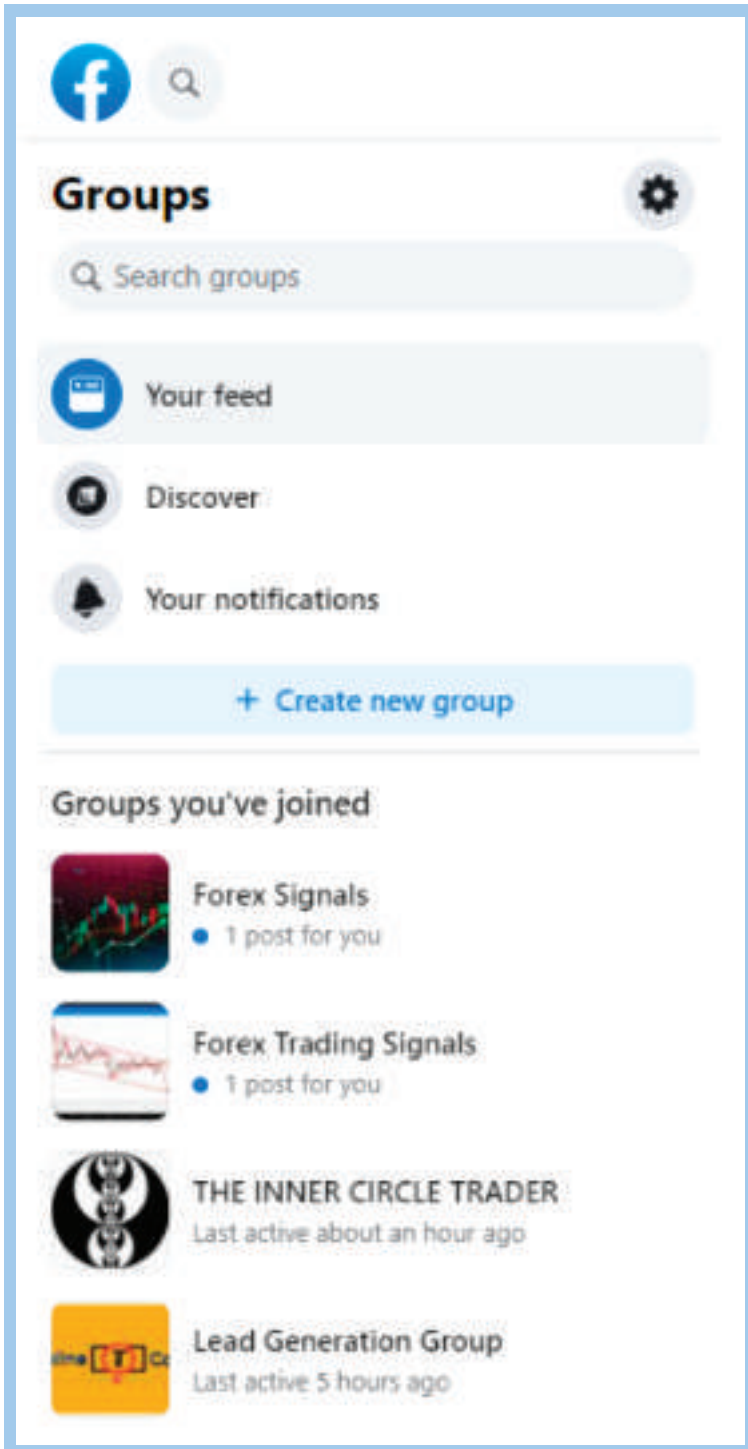 Groups
Search groups
Your feed
Discover
Your notifications
+ Create new group
Groups you've joined
Forex Signals
1 post for you
Forex Trading Signals
1 post for you
THE INNER CIRCLE TRADER
Last active about an hour ago
Lead Generation Group
Last active 5 hours ago